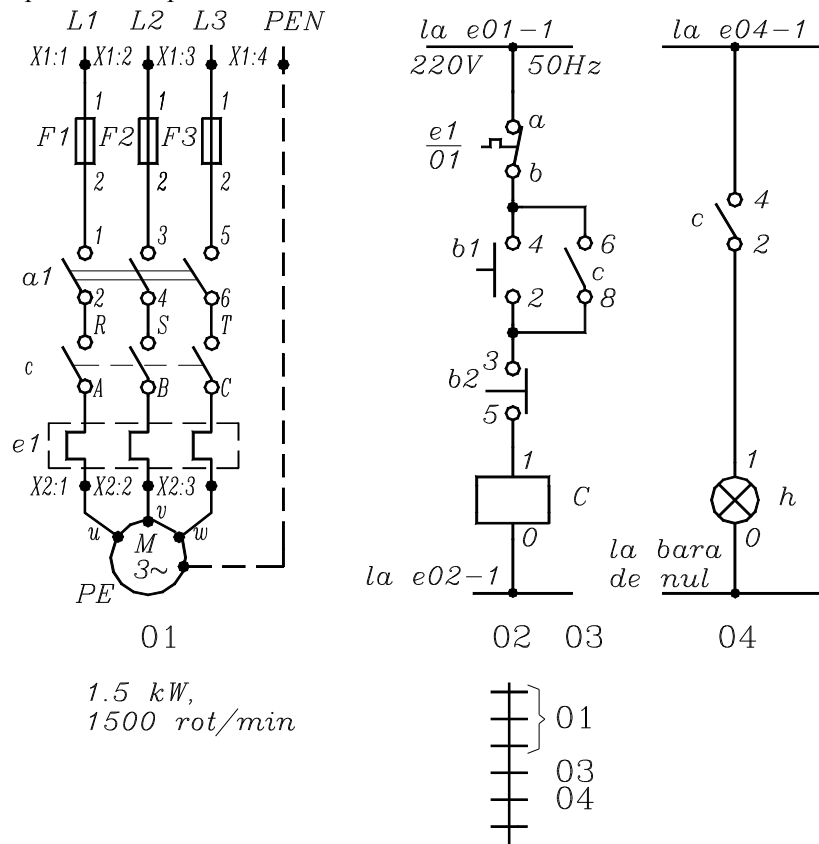 L1 L2 L3 PEN
X1:1 X1:2 X1:3 X1:4
1 1 1
F1 F2 F3
2 2 2
1 3 5
a1
2 4 6
R S T
c
A B C
e1
X2:1 X2:2 X2:3
u v w
M
3~
PE
01
1.5 kW,
1500 rot/min
la e01-1
220V 50Hz
a
e1
01
b
b1 4 6
c
2 8
3
b2
5
1
C
0
la e02-1
02 03
01
03
04
la e04-1
4
c
2
1
h
0
la bara
de nul
04